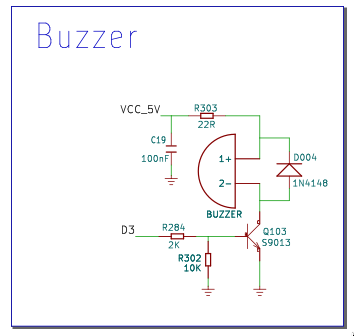 Buzzer
VCC_5V
R303
22R
C19
100nF
1+
2-
BUZZER
D004
1N4148
D3
R284
2K
R302
10K
Q103
S9013